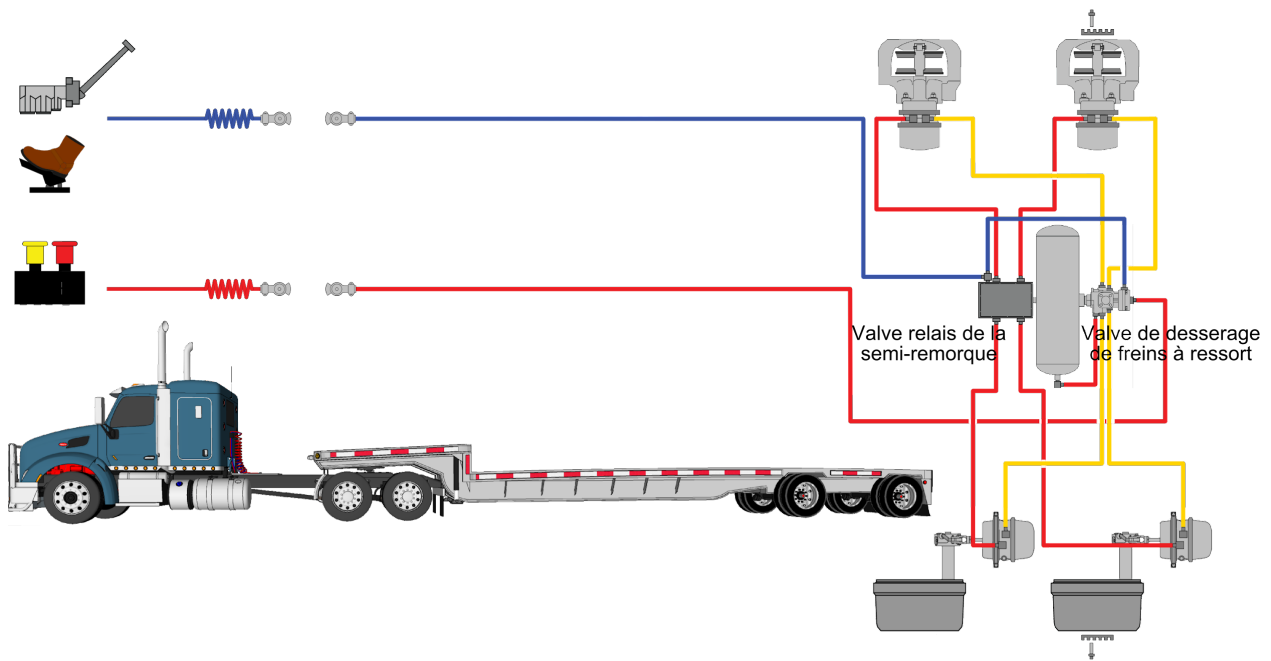 Valve relais de la
semi-remorque
Valve de desserage
de freins à ressort